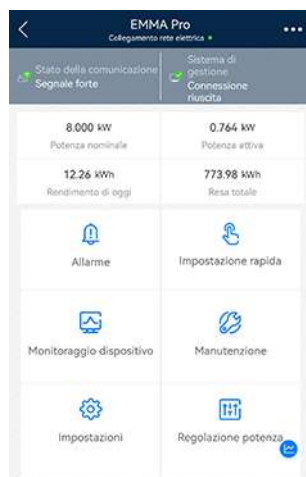 EMMA Pro
Collegamento rete elettrica
Stato della comunicazione
Segnale forte
Sistema di
gestione
Connessione
riuscita
8.000 kW
0.764 kW
Potenza nominale
Potenza attiva
12.26 kWh
773.98 kWh
Rendimento di oggi
Resa totale
Allarme
Impostazione rapida
Monitoraggio dispositivo
Manutenzione
Impostazioni
Regolazione potenza